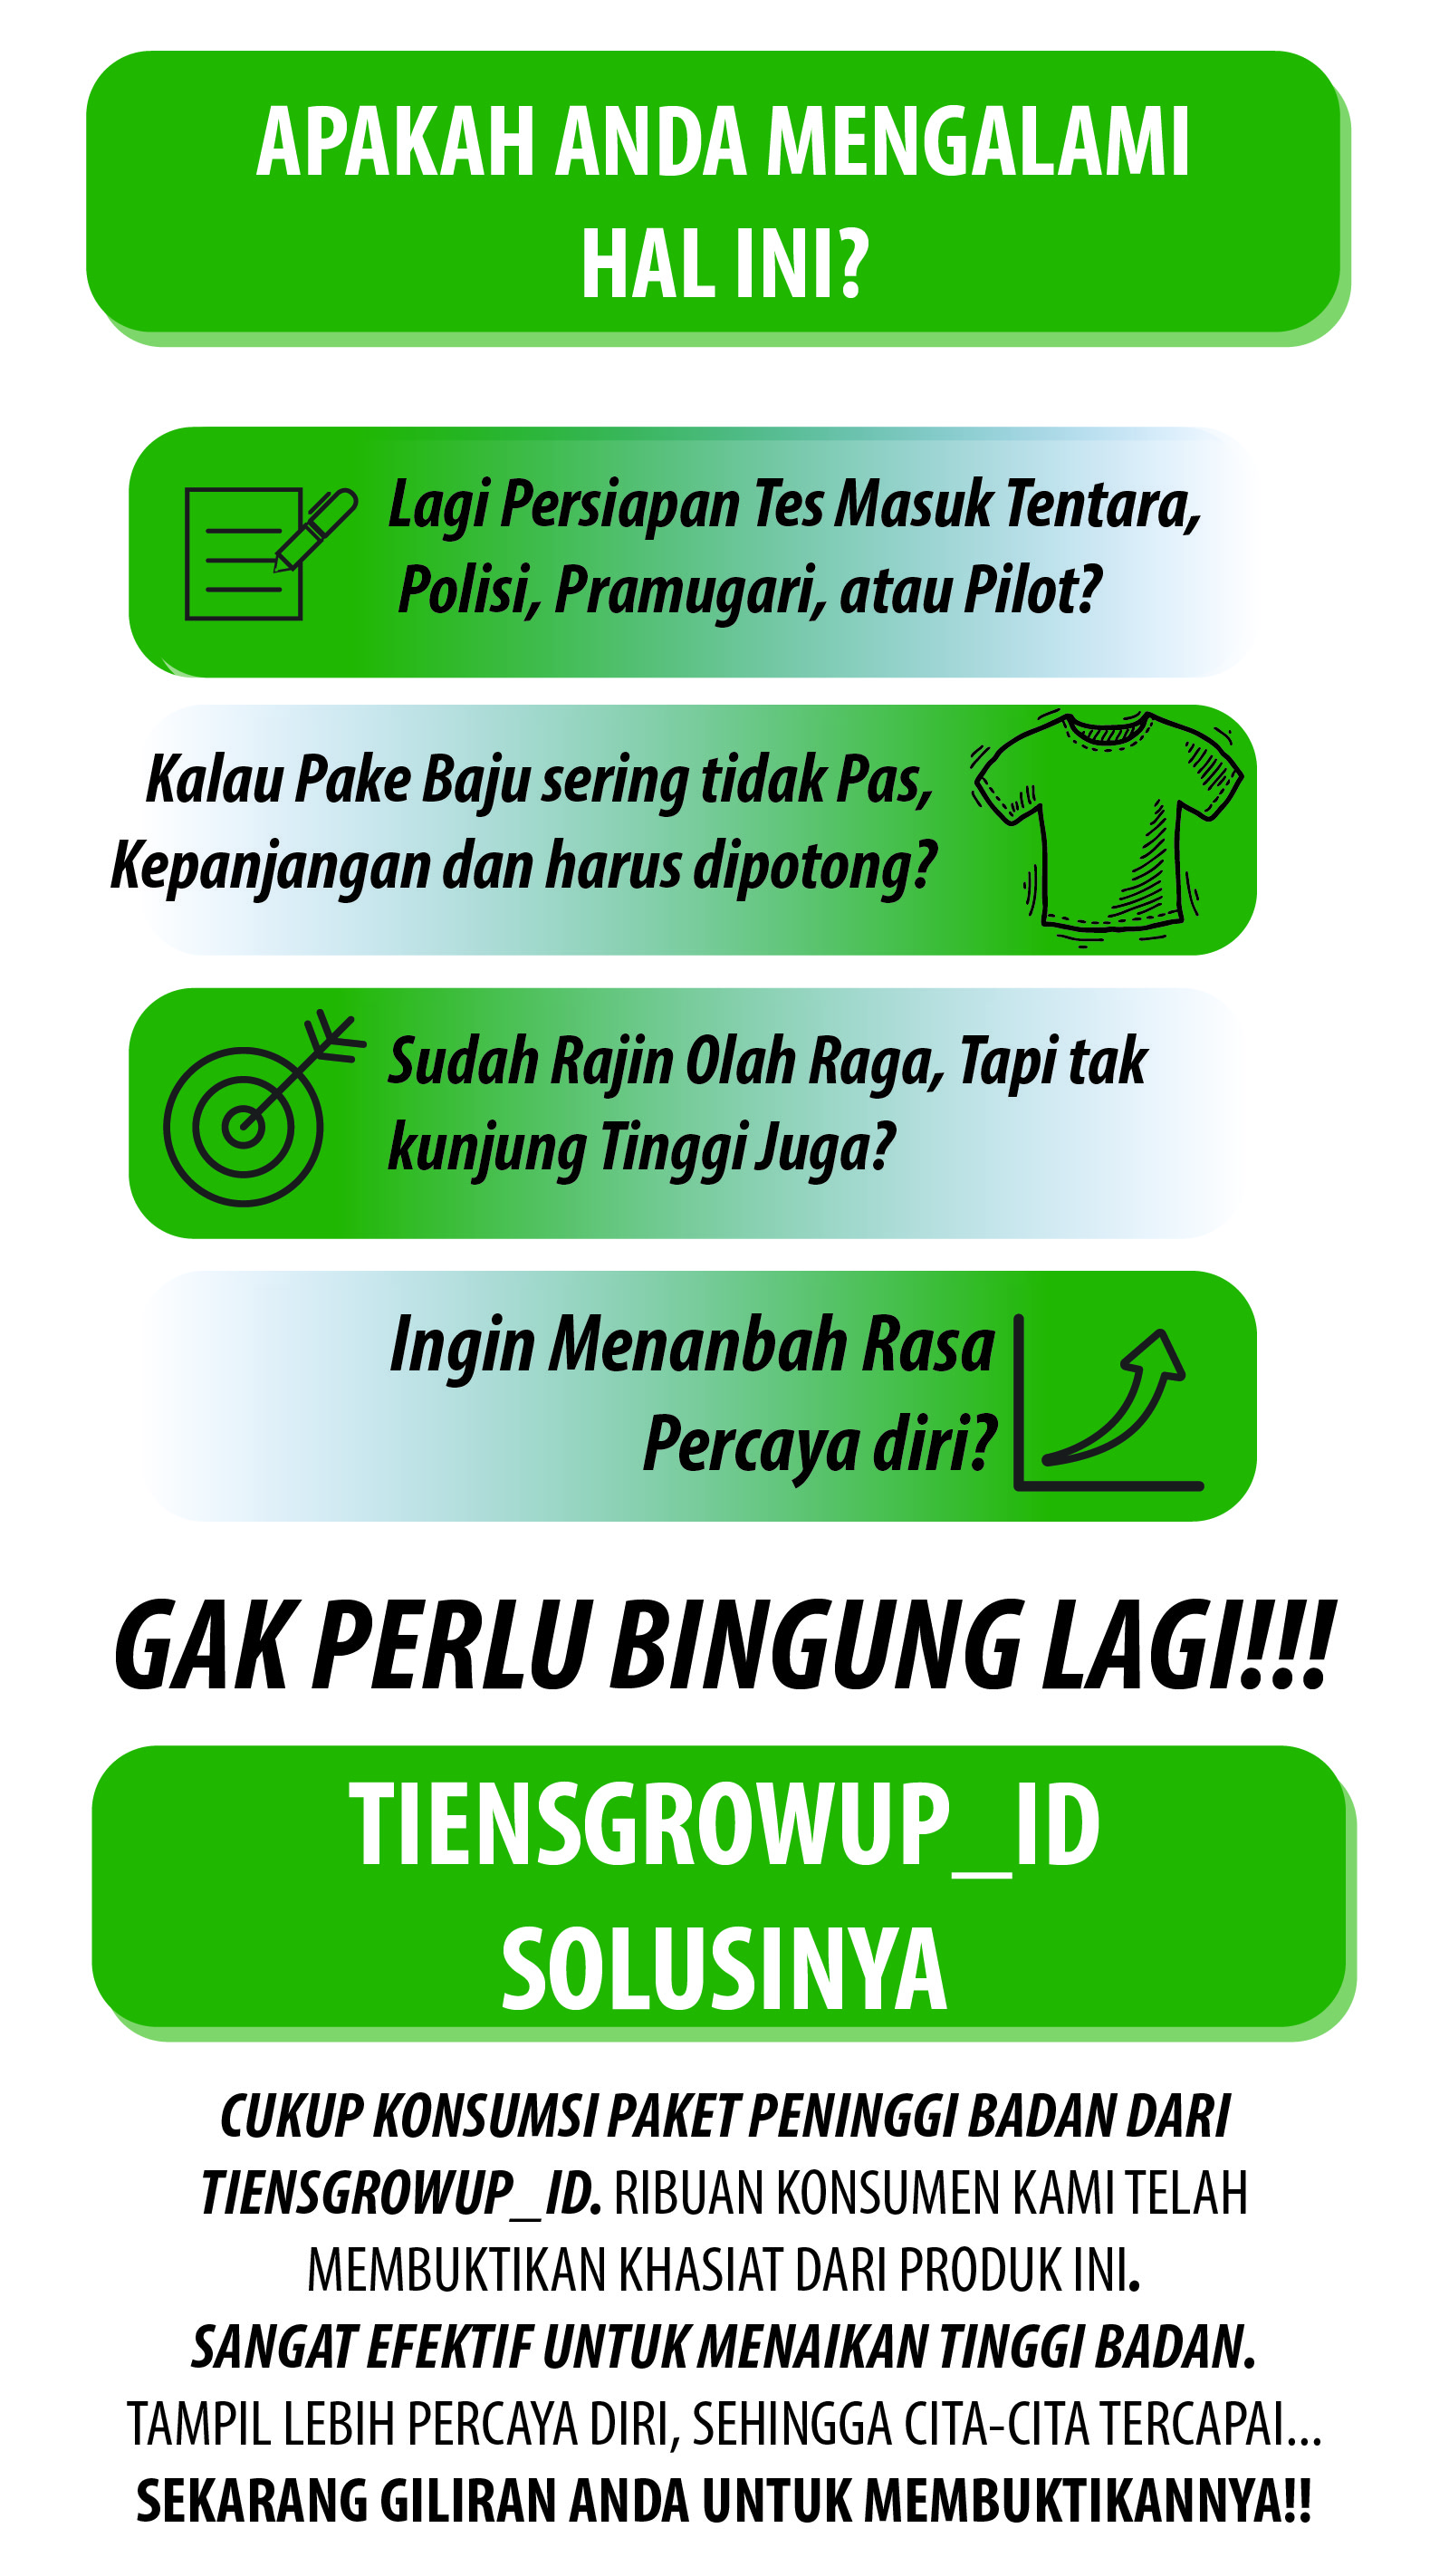 APAKAH ANDA MENGALAMI
HAL INI?
Lagi Persiapan Tes Masuk Tentara,
Polisi, Pramugari, atau Pilot?
Kalau Pake Baju sering tidak Pas,
Kepanjangan dan harus dipotong?
Sudah Rajin Olah Raga, Tapi tak
kunjung Tinggi Juga?
Ingin Menanbah Rasa
Percaya diri?
GAK PERLU BINGUNG LAGI!!!
TIENSGROWUP_ID
SOLUSINYA
CUKUP KONSUMSI PAKET PENINGGI BADAN DARI
TIENSGROWUP_ID. RIBUAN KONSUMEN KAMI TELAH
MEMBUKTIKAN KHASIAT DARI PRODUK INI.
SANGAT EFEKTIF UNTUK MENAIKAN TINGGI BADAN.
TAMPIL LEBIH PERCAYA DIRI, SEHINGGA CITA-CITA TERCAPAI...
SEKARANG GILIRAN ANDA UNTUK MEMBUKTIKANNYA!!